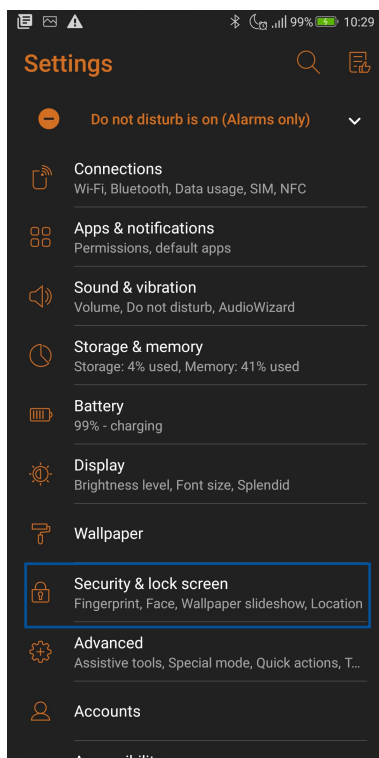 99% 10:29
Settings
Do not disturb is on (Alarms only)
Connections
Wi-Fi, Bluetooth, Data usage, SIM, NFC
Apps & notifications
Permissions, default apps
Sound & vibration
Volume, Do not disturb, AudioWizard
Storage & memory
Storage: 4% used, Memory: 41% used
Battery
99% - charging
Display
Brightness level, Font size, Splendid
Wallpaper
Security & lock screen
Fingerprint, Face, Wallpaper slideshow, Location
Advanced
Assistive tools, Special mode, Quick actions, T...
Accounts